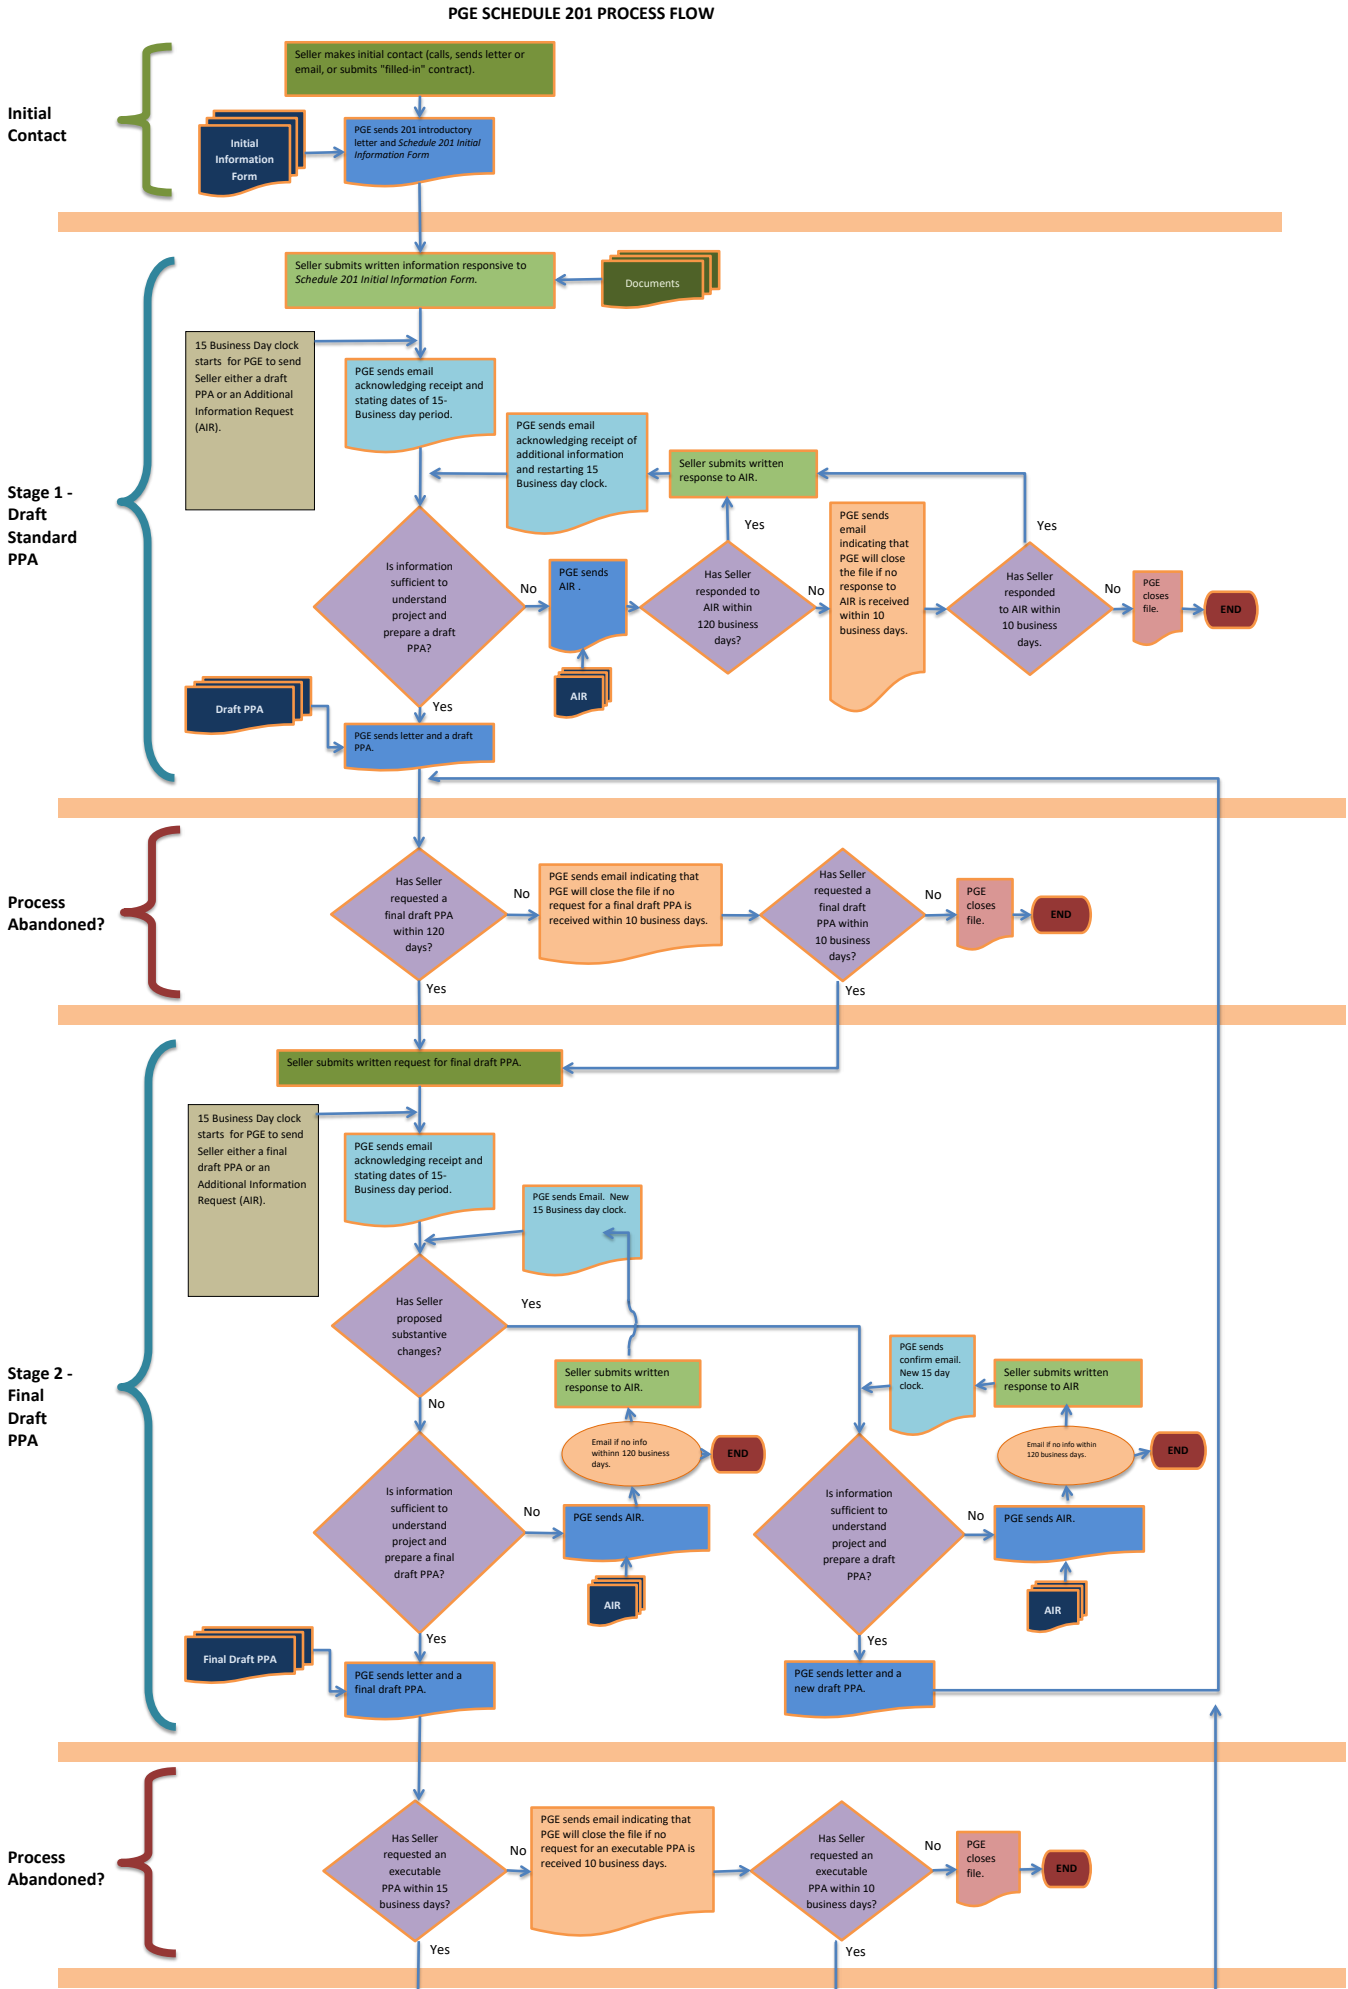 PGE SCHEDULE 201 PROCESS FLOW
Initial
Contact
Seller makes initial contact (calls, sends letter or
email, or submits "filled-in" contract).
Initial
Information
Form
PGE sends 201 introductory
letter and Schedule 201 Initial
Information Form
Stage 1 -
Draft
Standard
PPA
Seller submits written information responsive to
Schedule 201 Initial Information Form.
Documents
15 Business Day clock
starts for PGE to send
Seller either a draft
PPA or an Additional
Information Request
(AIR).
PGE sends email
acknowledging receipt and
stating dates of 15-
Business day period.
PGE sends email
acknowledging receipt of
additional information
and restarting 15
Business day clock.
Seller submits written
response to AIR.
Yes
PGE sends
email
indicating that
PGE will close
the file if no
response to
AIR is received
within 10
business days.
Yes
Is information
sufficient to
understand
project and
prepare a draft
PPA?
No
PGE sends
AIR .
AIR
Has Seller
responded to
AIR within
120 business
days?
No
Has Seller
responded
to AIR within
10 business
days.
No
PGE
closes
file.
END
Yes
Draft PPA
PGE sends letter and a draft
PPA.
Process
Abandoned?
Has Seller
requested a
final draft PPA
within 120
days?
No
PGE sends email indicating that
PGE will close the file if no
request for a final draft PPA is
received within 10 business days.
Has Seller
requested a
final draft
PPA within
10 business
days?
No
PGE
closes
file.
END
Yes
Yes
Stage 2 -
Final
Draft
PPA
Seller submits written request for final draft PPA.
15 Business Day clock
starts for PGE to send
Seller either a final
draft PPA or an
Additional Information
Request (AIR).
PGE sends email
acknowledging receipt and
stating dates of 15-
Business day period.
PGE sends Email. New
15 Business day clock.
Has Seller
proposed
substantive
changes?
Yes
No
Seller submits written
response to AIR.
PGE sends
confirm email.
New 15 day
clock.
Seller submits written
response to AIR
Email if no info
withinn 120 business
days.
END
Email if no info within
120 business days.
END
Is information
sufficient to
understand
project and
prepare a final
draft PPA?
No
PGE sends AIR.
AIR
Is information
sufficient to
understand
project and
prepare a draft
PPA?
No
PGE sends AIR.
AIR
Yes
Yes
Final Draft PPA
PGE sends letter and a
final draft PPA.
PGE sends letter and a
new draft PPA.
Process
Abandoned?
Has Seller
requested an
executable
PPA within 15
business days?
No
PGE sends email indicating that
PGE will close the file if no
request for an executable PPA is
received 10 business days.
Has Seller
requested an
executable
PPA within 10
business days?
No
PGE
closes
file.
END
Yes
Yes